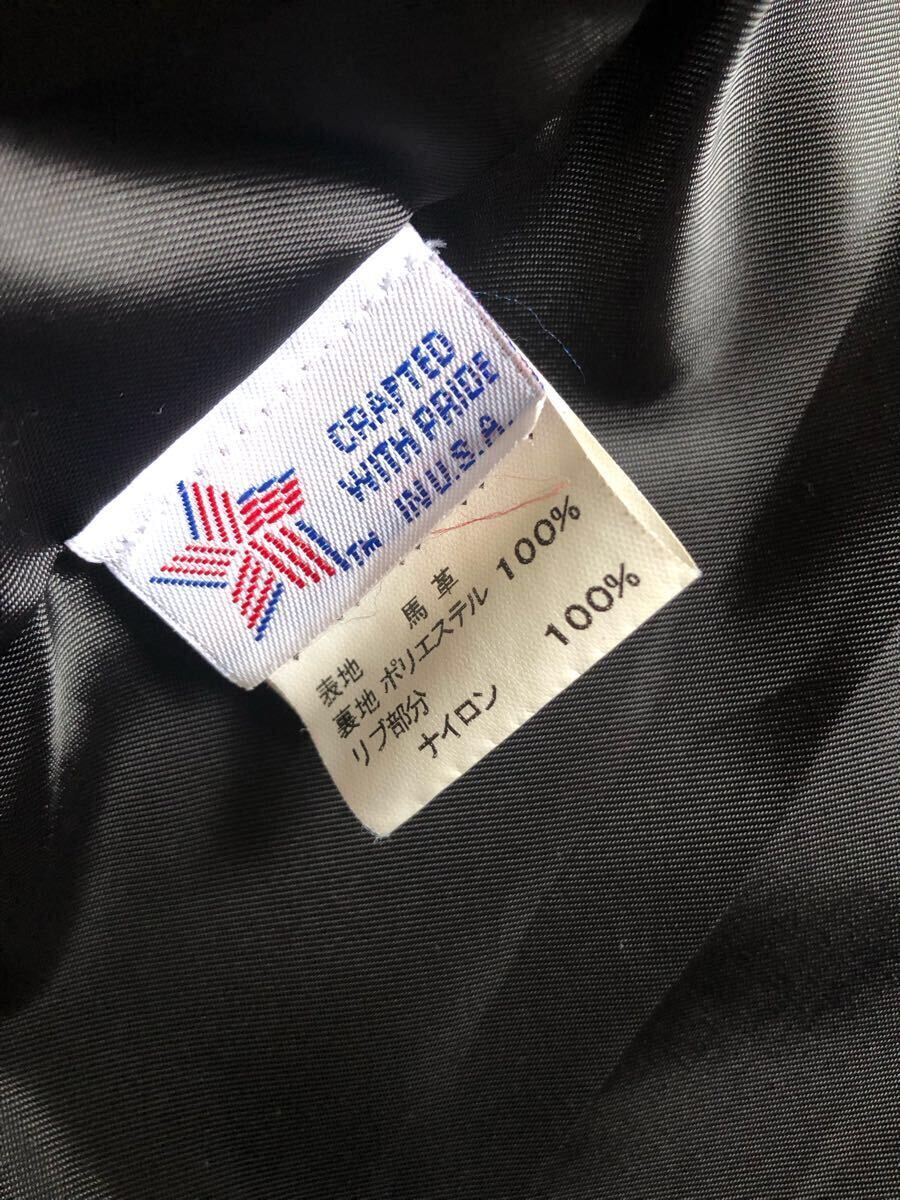 CRAFTED
WITH PRIDE
IN U.S.A.
表地 馬革
裏地 ポリエステル 100%
リブ部分
ナイロン 100%